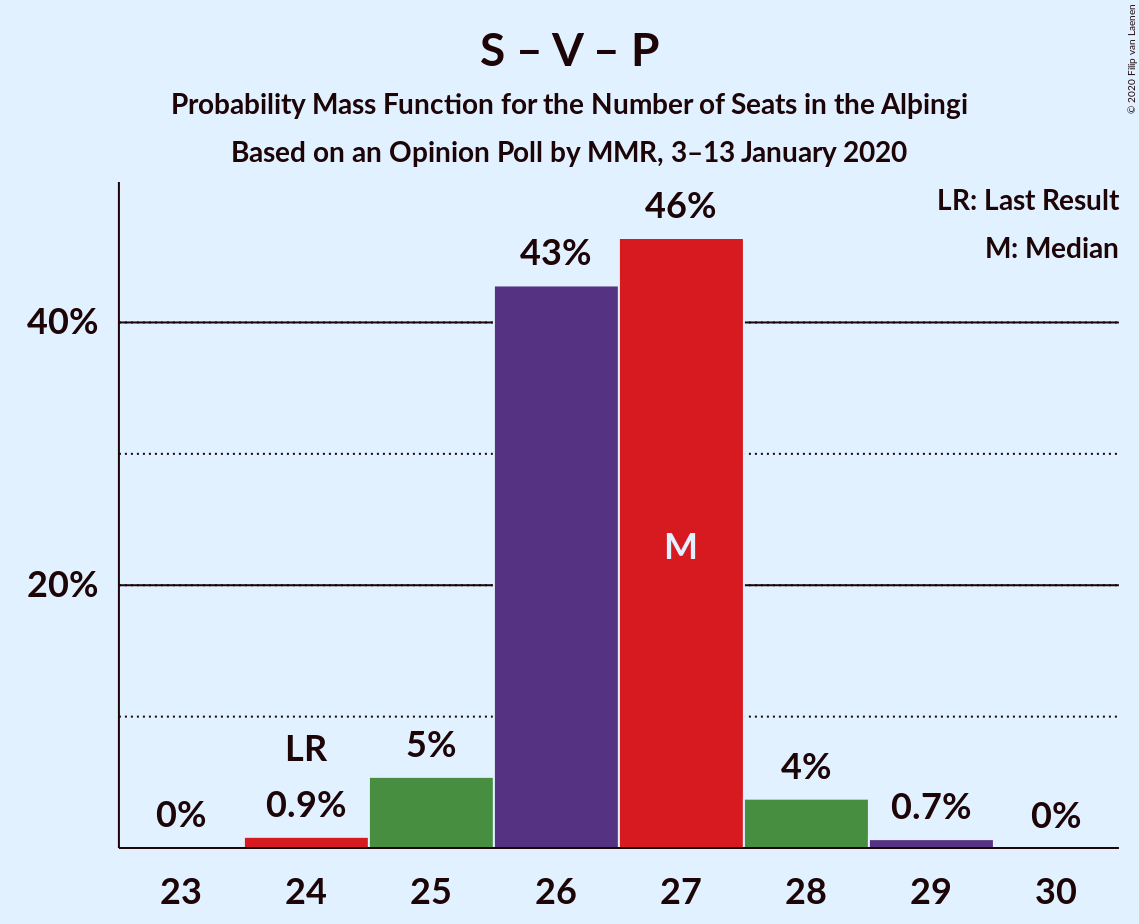 S – V – P
Probability Mass Function for the Number of Seats in the Alþingi
Based on an Opinion Poll by MMR, 3–13 January 2020
© 2020 Filip van Laenen
LR: Last Result
M: Median
46%
43%
40%
M
20%
LR
5%
4%
0%
0.9%
0.7%
0%
23 24 25 26 27 28 29 30